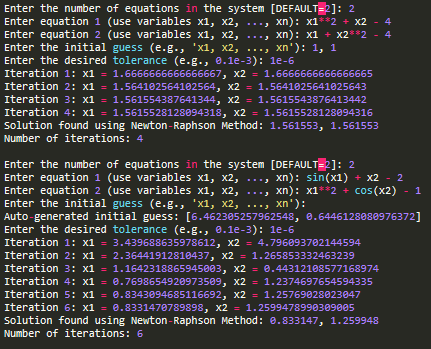 Enter the number of equations in the system [DEFAULT=2]: 2
Enter equation 1 (use variables x1, x2, ..., xn): x1**2 + x2 - 4
Enter equation 2 (use variables x1, x2, ..., xn): x1 + x2**2 - 4
Enter the initial guess (e.g., 'x1, x2, ..., xn'): 1, 1
Enter the desired tolerance (e.g., 0.1e-3): 1e-6
Iteration 1: x1 = 1.6666666666666667, x2 = 1.6666666666666665
Iteration 2: x1 = 1.564102564102564, x2 = 1.5641025641025643
Iteration 3: x1 = 1.561554387641344, x2 = 1.5615543876413442
Iteration 4: x1 = 1.5615528128094318, x2 = 1.5615528128094316
Solution found using Newton-Raphson Method: 1.561553, 1.561553
Number of iterations: 4
Enter the number of equations in the system [DEFAULT=2]: 2
Enter equation 1 (use variables x1, x2, ..., xn): sin(x1) + x2 - 2
Enter equation 2 (use variables x1, x2, ..., xn): x1**2 + cos(x2) - 1
Enter the initial guess (e.g., 'x1, x2, ..., xn'):
Auto-generated initial guess: [6.462305257962548, 0.6446128080976372]
Enter the desired tolerance (e.g., 0.1e-3): 1e-6
Iteration 1: x1 = 3.439688635978612, x2 = 4.796093702144594
Iteration 2: x1 = 2.36441912810437, x2 = 1.265853332463239
Iteration 3: x1 = 1.1642318865945003, x2 = 0.44312108577168974
Iteration 4: x1 = 0.7698654920973509, x2 = 1.2374697654594335
Iteration 5: x1 = 0.8343094685116692, x2 = 1.25769028023047
Iteration 6: x1 = 0.8331470789898, x2 = 1.2599478990309005
Solution found using Newton-Raphson Method: 0.833147, 1.259948
Number of iterations: 6